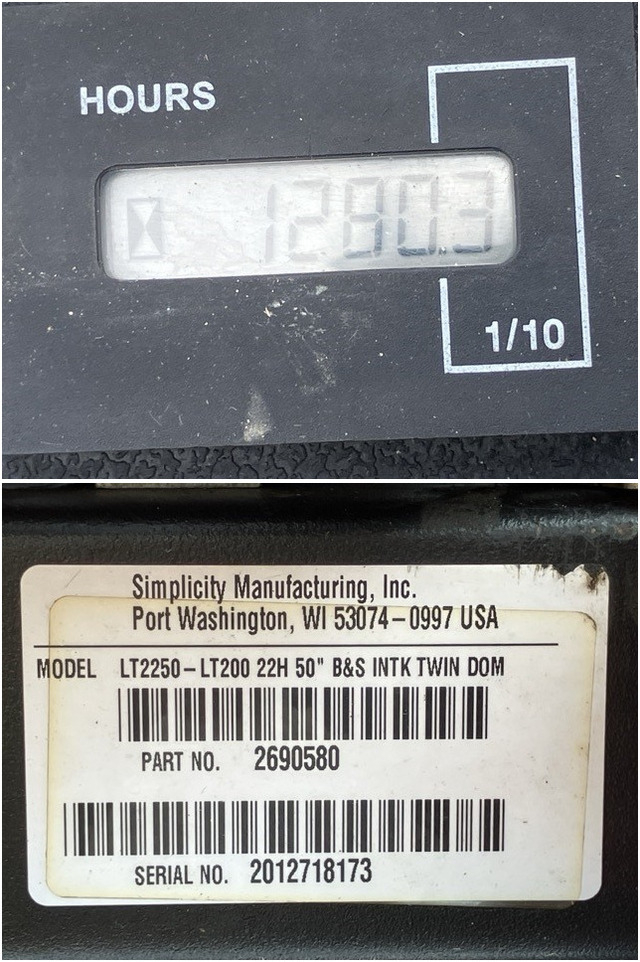 HOURS
1280.3
1/10
Simplicity Manufacturing, Inc.
Port Washington, WI 53074-0997 USA
MODEL LT2250-LT200 22H 50" B&S INTK TWIN DOM
PART NO. 2690580
SERIAL NO. 2012718173